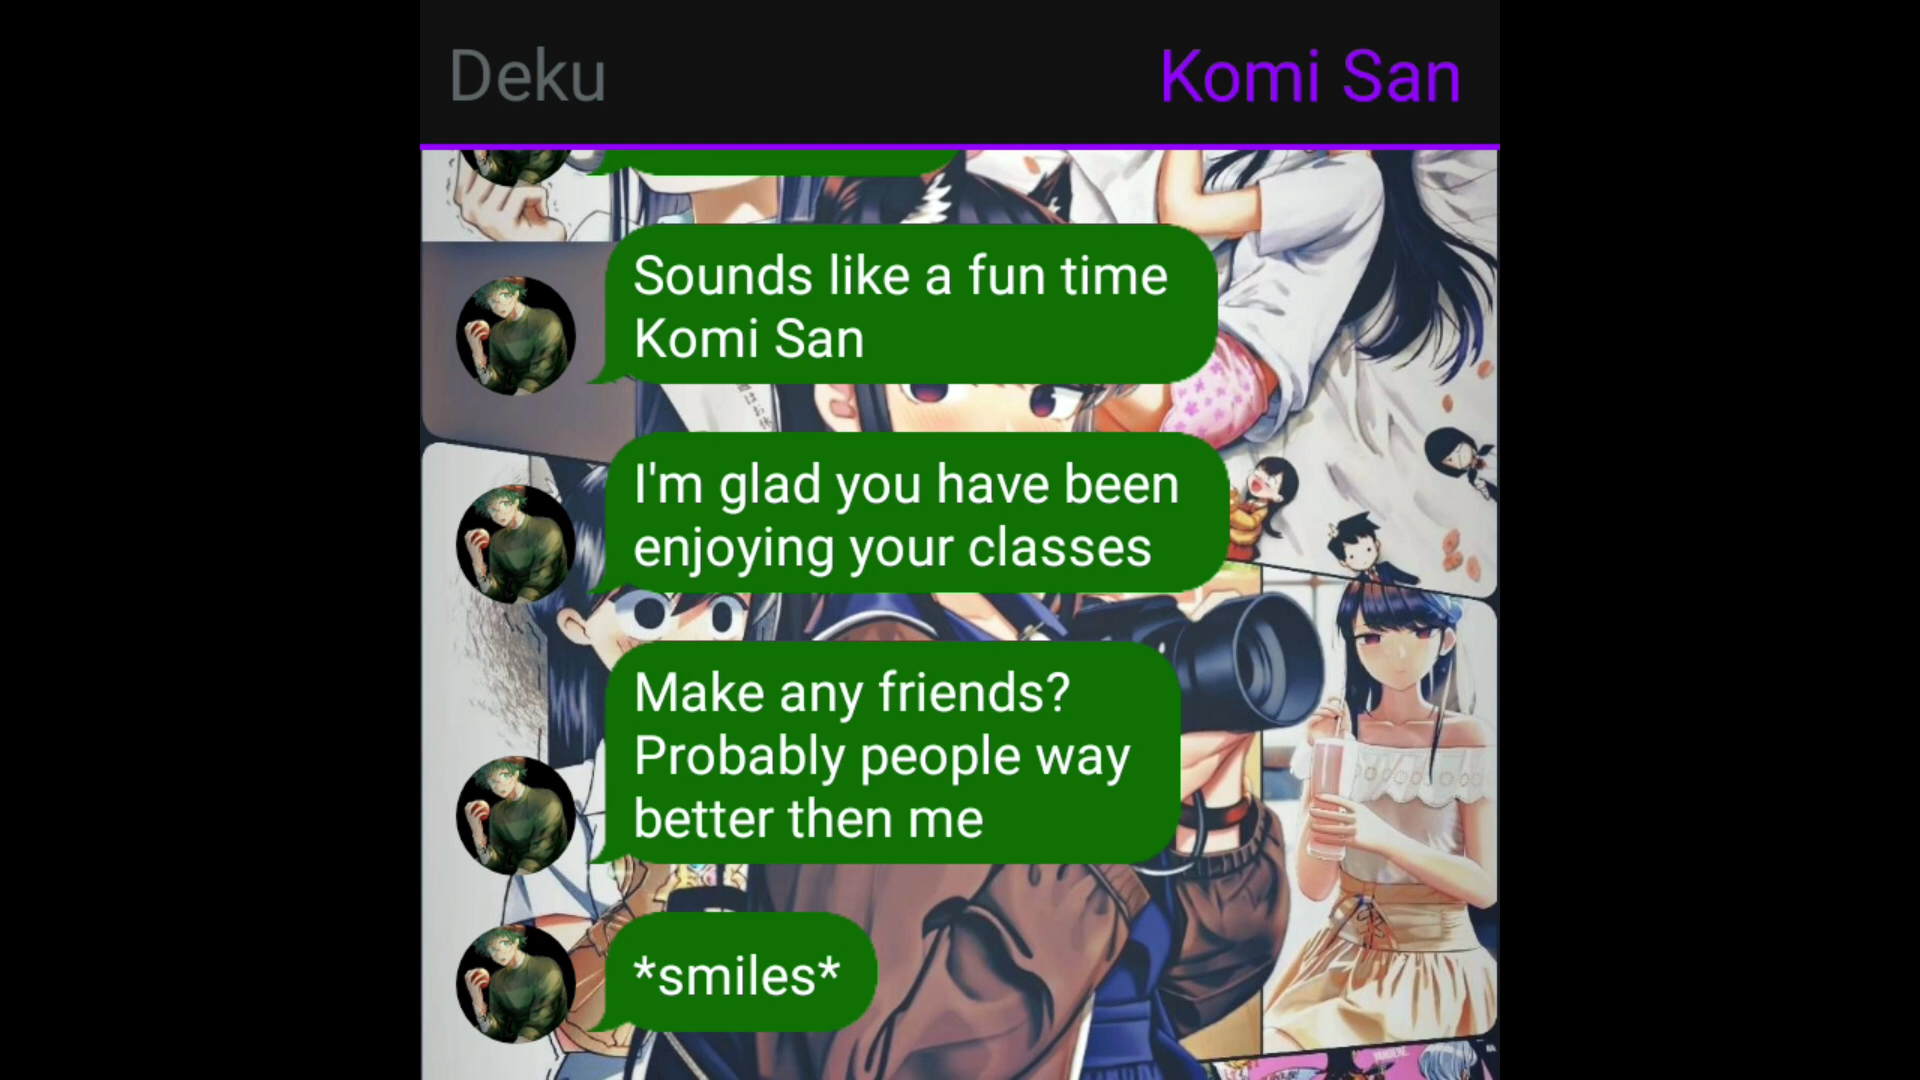 Deku
Komi San
Sounds like a fun time
Komi San
I'm glad you have been
enjoying your classes
Make any friends?
Probably people way
better then me
*smiles*